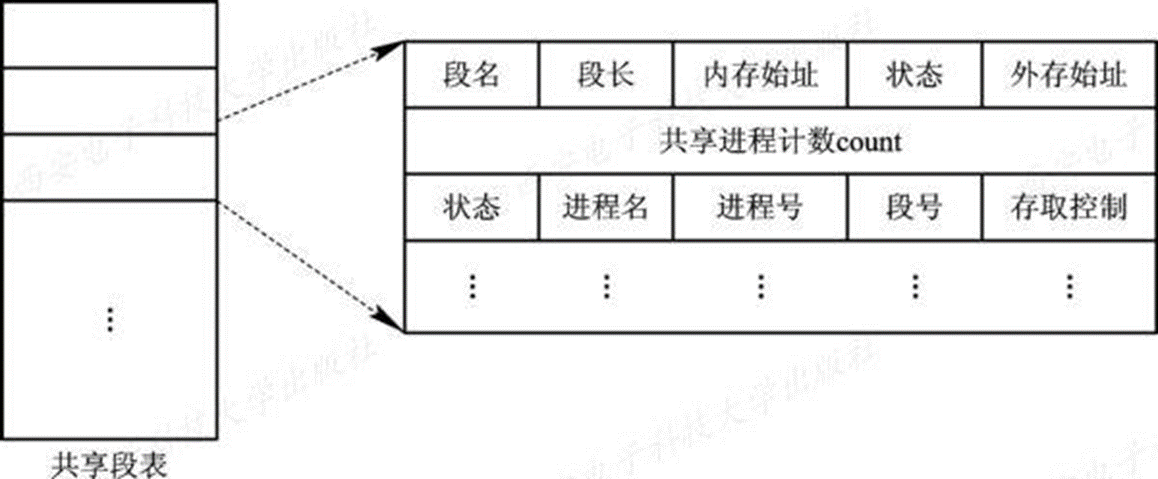 段名 段长 内存始址 状态 外存始址
共享进程计数count
状态 进程名 进程号 段号 存取控制
⋮ ⋮ ⋮ ⋮ ⋮
⋮
共享段表
西安电子科技大学出版社